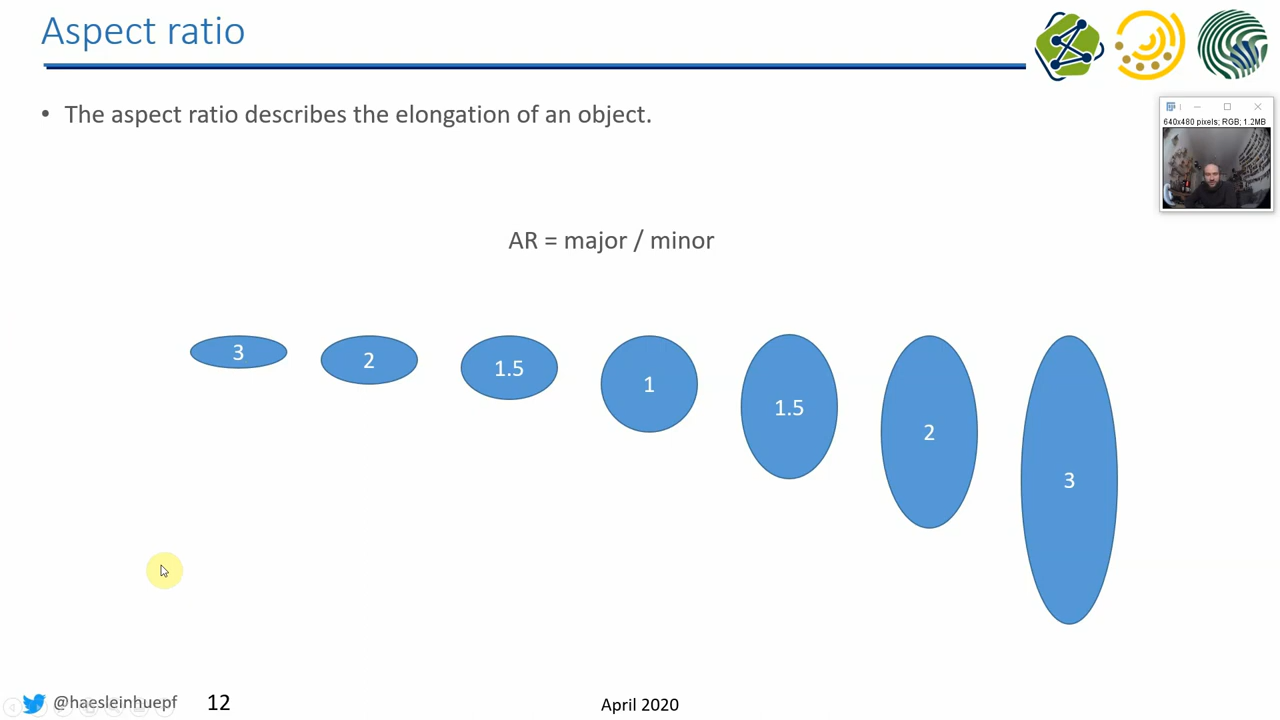 Aspect ratio
• The aspect ratio describes the elongation of an object.
640x480 pixels; RGB; 1.2MB
AR = major / minor
3
2
1.5
1
1.5
2
3
@haesleinhuepf
12
April 2020